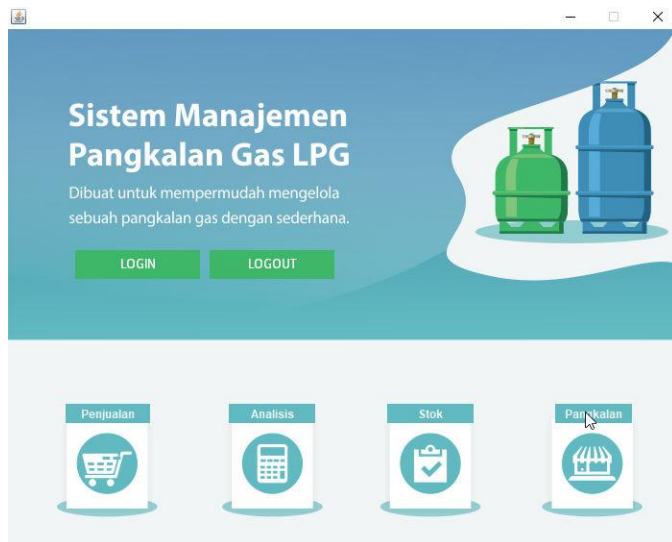 Sistem Manajemen
Pangkalan Gas LPG
Dibuat untuk mempermudah mengelola
sebuah pangkalan gas dengan sederhana.
LOGIN LOGOUT
Penjualan Analisis Stok Pangkalan